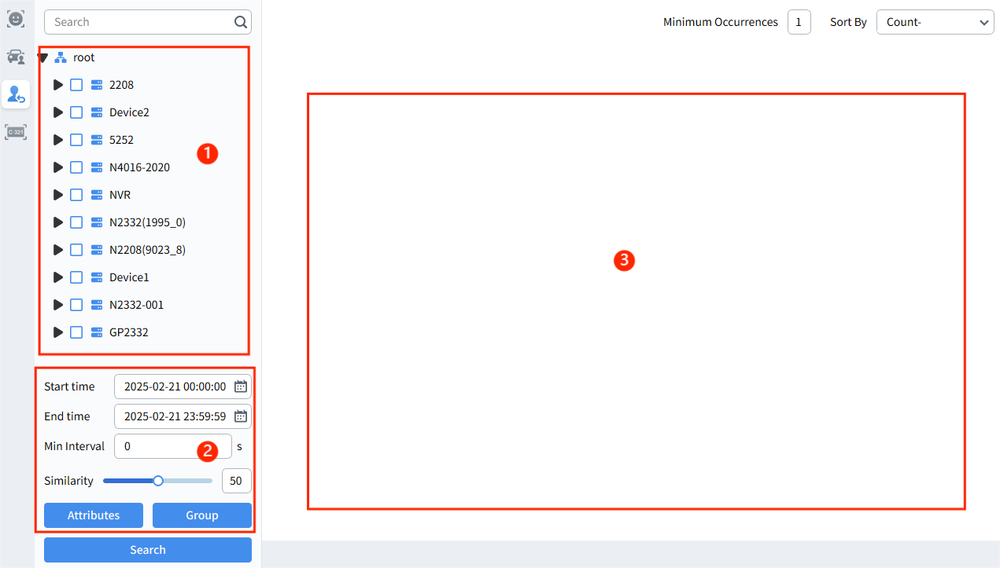 Search
Minimum Occurrences 1 Sort By Count-
root
2208
Device2
5252
1
N4016-2020
NVR
N2332(1995_0)
N2208(9023_8)
3
Device1
N2332-001
GP2332
C-321
Start time 2025-02-21 00:00:00
End time 2025-02-21 23:59:59
Min Interval 0 s
2
Similarity 50
Attributes Group
Search